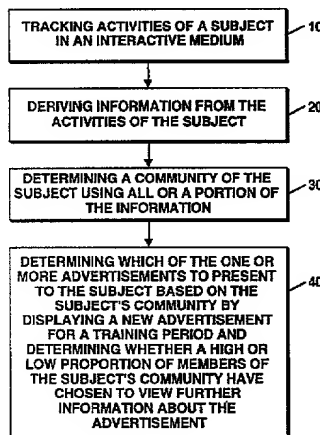 TRACKING ACTIVITIES OF A SUBJECT
IN AN INTERACTIVE MEDIUM
10
DERIVING INFORMATION FROM THE
ACTIVITIES OF THE SUBJECT
20
DETERMINING A COMMUNITY OF THE
SUBJECT USING ALL OR A PORTION
OF THE INFORMATION
30
DETERMINING WHICH OF THE ONE OR
MORE ADVERTISEMENTS TO PRESENT
TO THE SUBJECT BASED ON THE
SUBJECT'S COMMUNITY BY
DISPLAYING A NEW ADVERTISEMENT
FOR A TRAINING PERIOD AND
DETERMINING WHETHER A HIGH OR
LOW PROPORTION OF MEMBERS
OF THE SUBJECT'S COMMUNITY HAVE
CHOSEN TO VIEW FURTHER
INFORMATION ABOUT THE
ADVERTISEMENT
40